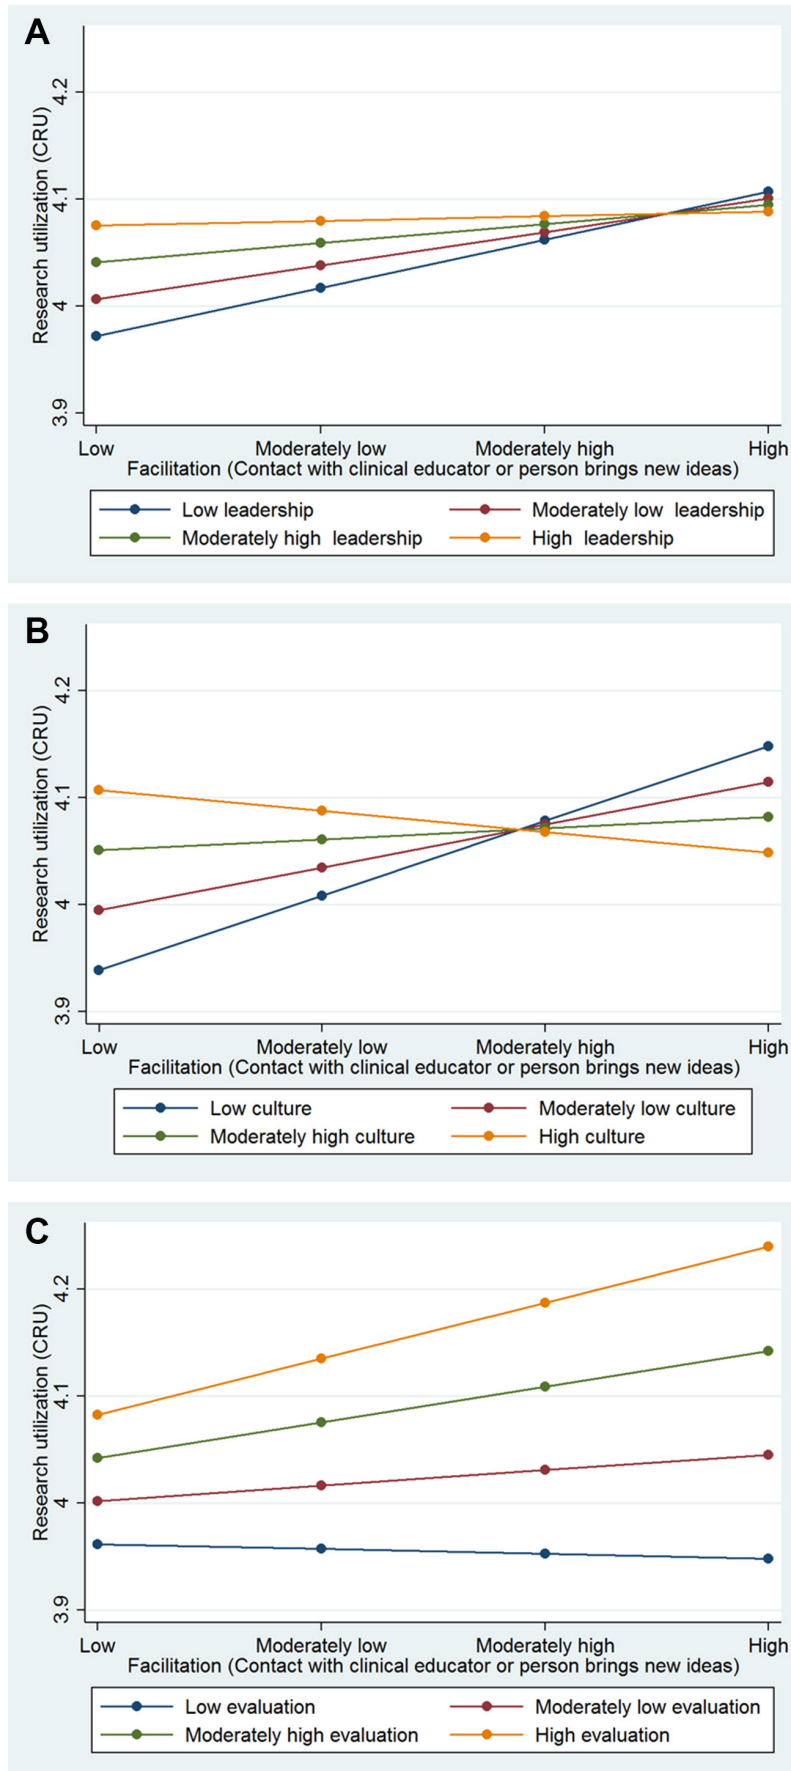 A
Research utilization (CRU)
4.2
4.1
4
3.9
Low Moderately low Moderately high High
Facilitation (Contact with clinical educator or person brings new ideas)
Low leadership Moderately low leadership
Moderately high leadership High leadership
B
Research utilization (CRU)
4.2
4.1
4
3.9
Low Moderately low Moderately high High
Facilitation (Contact with clinical educator or person brings new ideas)
Low culture Moderately low culture
Moderately high culture High culture
C
Research utilization (CRU)
4.2
4.1
4
3.9
Low Moderately low Moderately high High
Facilitation (Contact with clinical educator or person brings new ideas)
Low evaluation Moderately low evaluation
Moderately high evaluation High evaluation